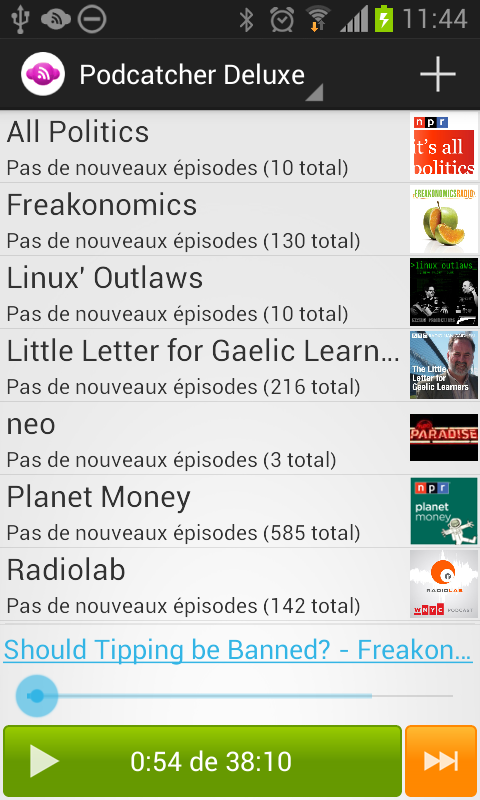 11:44
Podcatcher Deluxe
All Politics
Pas de nouveaux épisodes (10 total)
npr
it's all
politics
Freakonomics
Pas de nouveaux épisodes (130 total)
FREAKONOMICS RADIO
Linux' Outlaws
Pas de nouveaux épisodes (10 total)
>linux outlaws_
Little Letter for Gaelic Learn...
Pas de nouveaux épisodes (216 total)
The Little
Letter for
Gaelic Learners
neo
Pas de nouveaux épisodes (3 total)
PARADISE
Planet Money
Pas de nouveaux épisodes (585 total)
npr
planet
money
Radiolab
Pas de nouveaux épisodes (142 total)
RADIOLAB
WNYC PODCAST
Should Tipping be Banned? - Freakon...
0:54 de 38:10